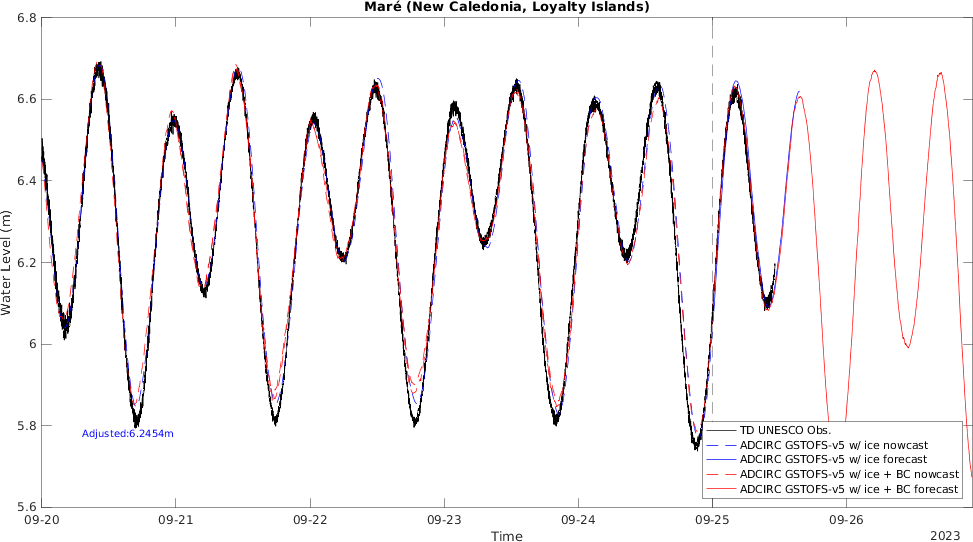 Maré (New Caledonia, Loyalty Islands)
6.8
6.6
6.4
6.2
6
5.8
5.6
Water Level (m)
Adjusted:6.2454m
TD UNESCO Obs.
ADCIRC GSTOFS-v5 w/ ice nowcast
ADCIRC GSTOFS-v5 w/ ice forecast
ADCIRC GSTOFS-v5 w/ ice + BC nowcast
ADCIRC GSTOFS-v5 w/ ice + BC forecast
09-20 09-21 09-22 09-23 09-24 09-25 09-26
Time
2023